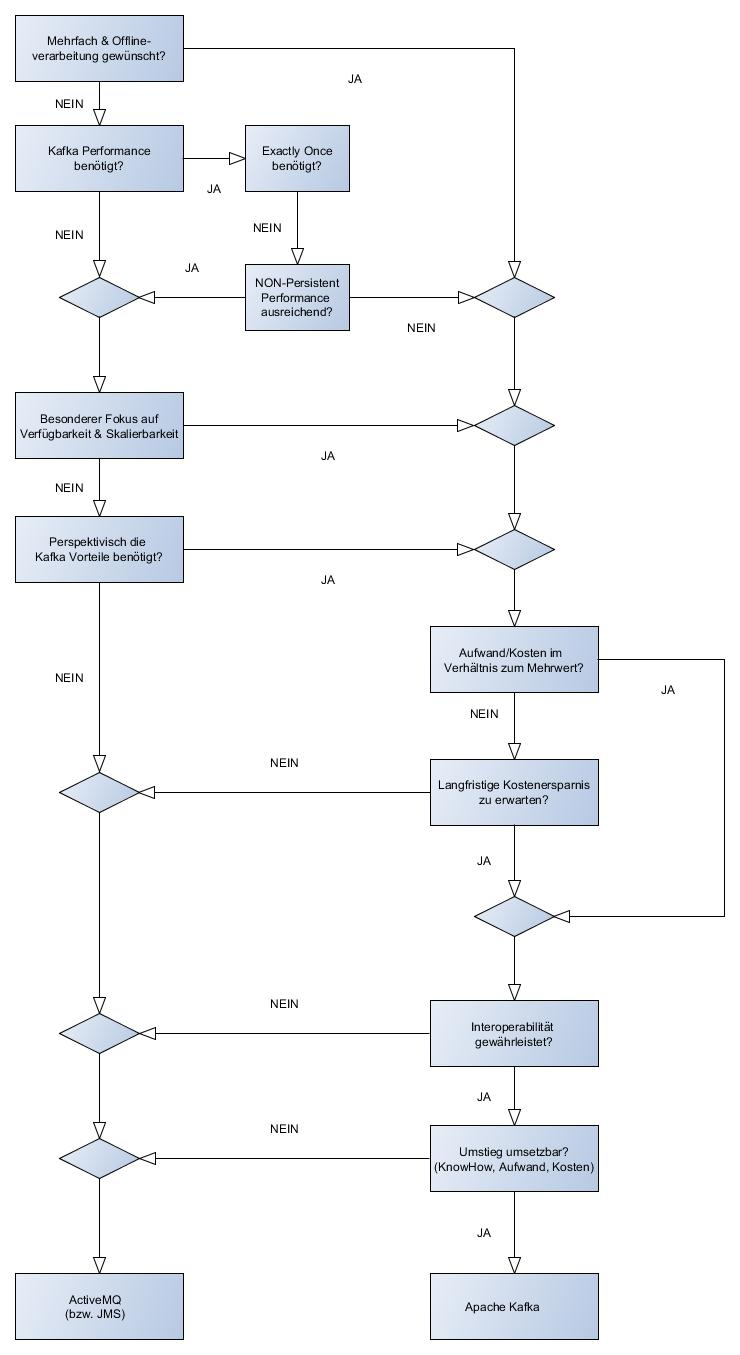 Mehrfach & Offline-
verarbeitung gewünscht?
JA
NEIN
Kafka Performance
benötigt?
Exactly Once
benötigt?
JA
NEIN
NEIN
JA
NON-Persistent
Performance
ausreichend?
NEIN
Besonderer Fokus auf
Verfügbarkeit & Skalierbarkeit
JA
NEIN
Perspektivisch die
Kafka Vorteile benötigt?
JA
Aufwand/Kosten im
Verhältnis zum Mehrwert?
NEIN
JA
NEIN
NEIN
Langfristige Kostenersparnis
zu erwarten?
JA
NEIN
Interoperabilität
gewährleistet?
JA
NEIN
Umstieg umsetzbar?
(KnowHow, Aufwand, Kosten)
JA
ActiveMQ
(bzw. JMS)
Apache Kafka